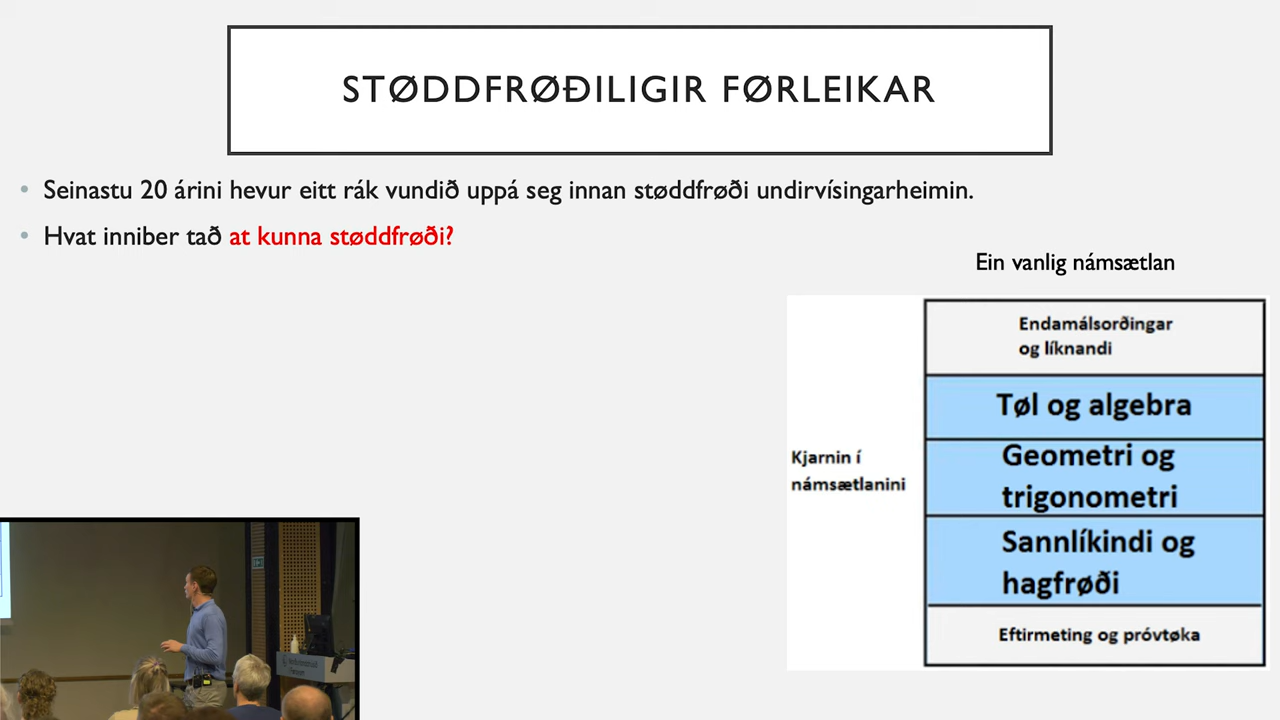 STØDDFRØÐILIGIR FØRLEIKAR
Seinastu 20 árini hevur eitt rák vundið uppá seg innan støddfrøði undirvísingarheimin.
Hvat inniber tað at kunna støddfrøði?
Ein vanlig námsætlan
Endamálsorðingar
og líknandi
Tøl og algebra
Kjarnin í
námsætlanini
Geometri og
trigonometri
Sannlíkindi og
hagfrøði
Eftirmeting og próvtøka